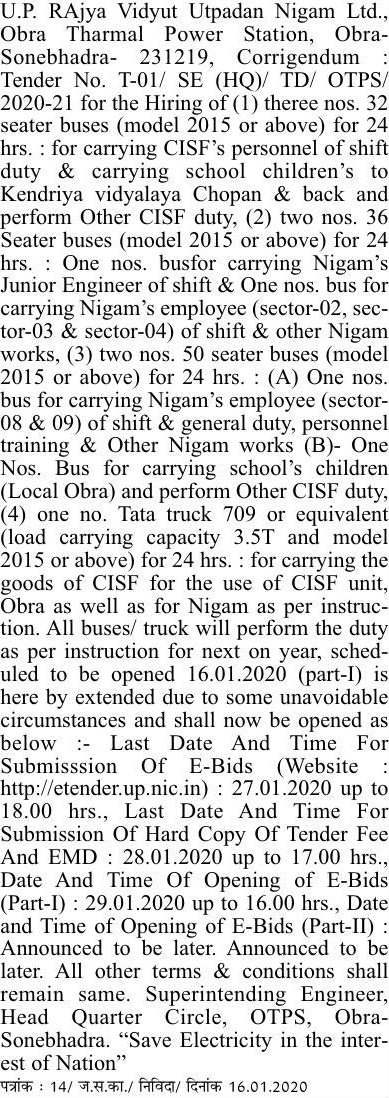 U.P. RAjya Vidyut Utpadan Nigam Ltd.,
Obra Tharmal Power Station, Obra-
Sonebhadra- 231219, Corrigendum :
Tender No. T-01/ SE (HQ)/ TD/ OTPS/
2020-21 for the Hiring of (1) theree nos. 32
seater buses (model 2015 or above) for 24
hrs. : for carrying CISF's personnel of shift
duty & carrying school children's to
Kendriya vidyalaya Chopan & back and
perform Other CISF duty, (2) two nos. 36
Seater buses (model 2015 or above) for 24
hrs. : One nos. busfor carrying Nigam's
Junior Engineer of shift & One nos. bus for
carrying Nigam's employee (sector-02, sec-
tor-03 & sector-04) of shift & other Nigam
works, (3) two nos. 50 seater buses (model
2015 or above) for 24 hrs. : (A) One nos.
bus for carrying Nigam's employee (sector-
08 & 09) of shift & general duty, personnel
training & Other Nigam works (B)- One
Nos. Bus for carrying school's children
(Local Obra) and perform Other CISF duty,
(4) one no. Tata truck 709 or equivalent
(load carrying capacity 3.5T and model
2015 or above) for 24 hrs. : for carrying the
goods of CISF for the use of CISF unit,
Obra as well as for Nigam as per instruc-
tion. All buses/ truck will perform the duty
as per instruction for next on year, sched-
uled to be opened 16.01.2020 (part-I) is
here by extended due to some unavoidable
circumstances and shall now be opened as
below :- Last Date And Time For
Submisssion Of E-Bids (Website :
http://etender.up.nic.in) : 27.01.2020 up to
18.00 hrs., Last Date And Time For
Submission Of Hard Copy Of Tender Fee
And EMD : 28.01.2020 up to 17.00 hrs.,
Date And Time Of Opening of E-Bids
(Part-I) : 29.01.2020 up to 16.00 hrs., Date
and Time of Opening of E-Bids (Part-II) :
Announced to be later. Announced to be
later. All other terms & conditions shall
remain same. Superintending Engineer,
Head Quarter Circle, OTPS, Obra-
Sonebhadra. “Save Electricity in the inter-
est of Nation”
पत्रांक : 14/ ज.स.का./ निविदा/ दिनांक 16.01.2020